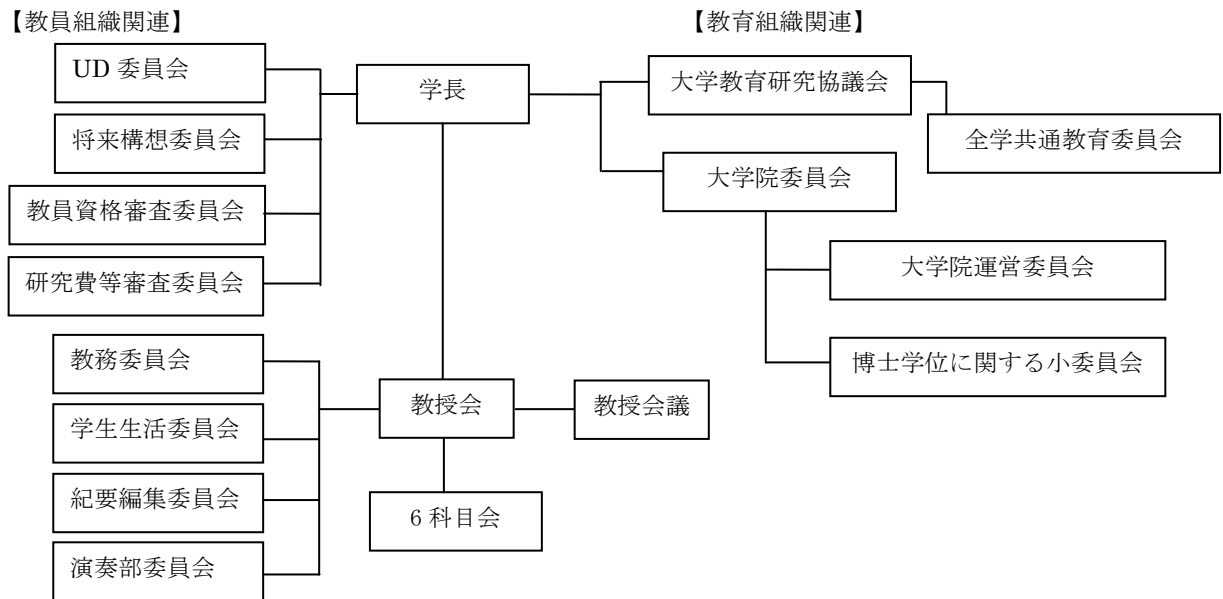 【教員組織関連】
【教育組織関連】
UD 委員会
学長
大学教育研究協議会
将来構想委員会
全学共通教育委員会
大学院委員会
教員資格審査委員会
大学院運営委員会
研究費等審査委員会
教務委員会
博士学位に関する小委員会
教授会
教授会議
学生生活委員会
紀要編集委員会
6 科目会
演奏部委員会